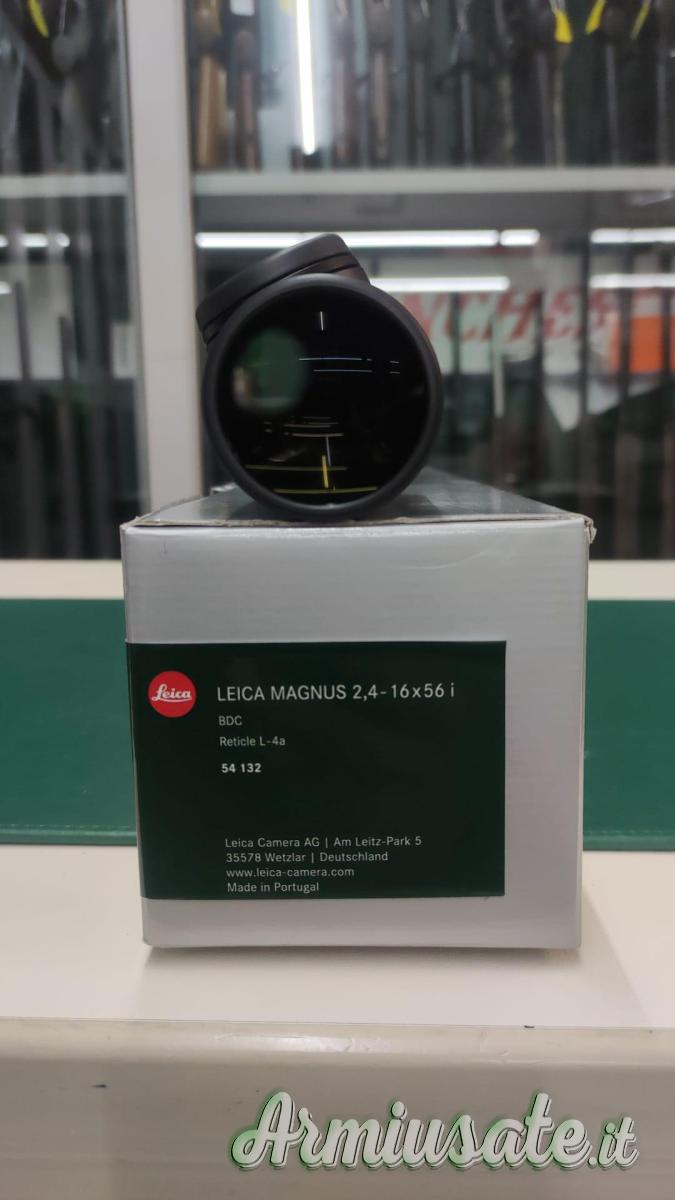 Leica
LEICA MAGNUS 2,4-16x56 i
BDC
Reticle L-4a
54 132
Leica Camera AG | Am Leitz-Park 5
35578 Wetzlar | Deutschland
www.leica-camera.com
Made in Portugal
Armiusate.it